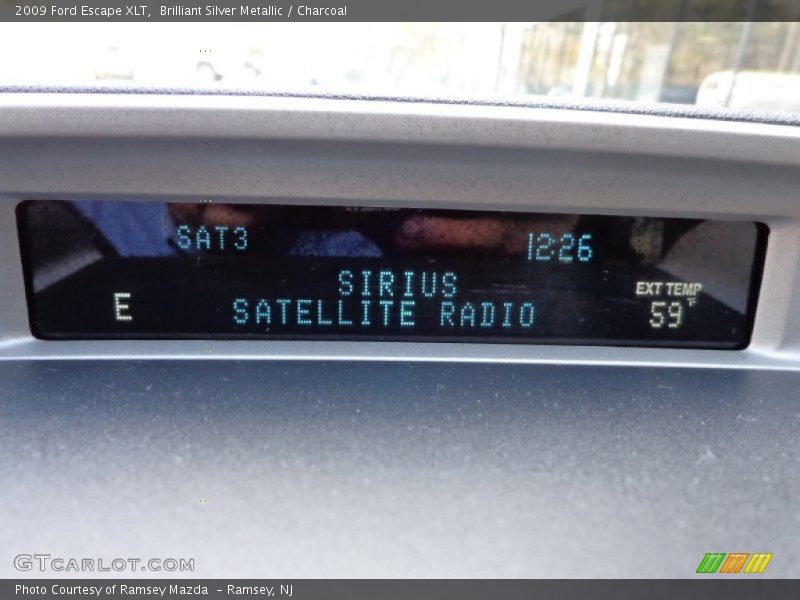 2009 Ford Escape XLT,  Brilliant Silver Metallic / Charcoal
SAT3
12:26
SIRIUS
EXT TEMP
E
SATELLITE RADIO
59°F
GTCARLOT.COM
Photo Courtesy of Ramsey Mazda  - Ramsey, NJ